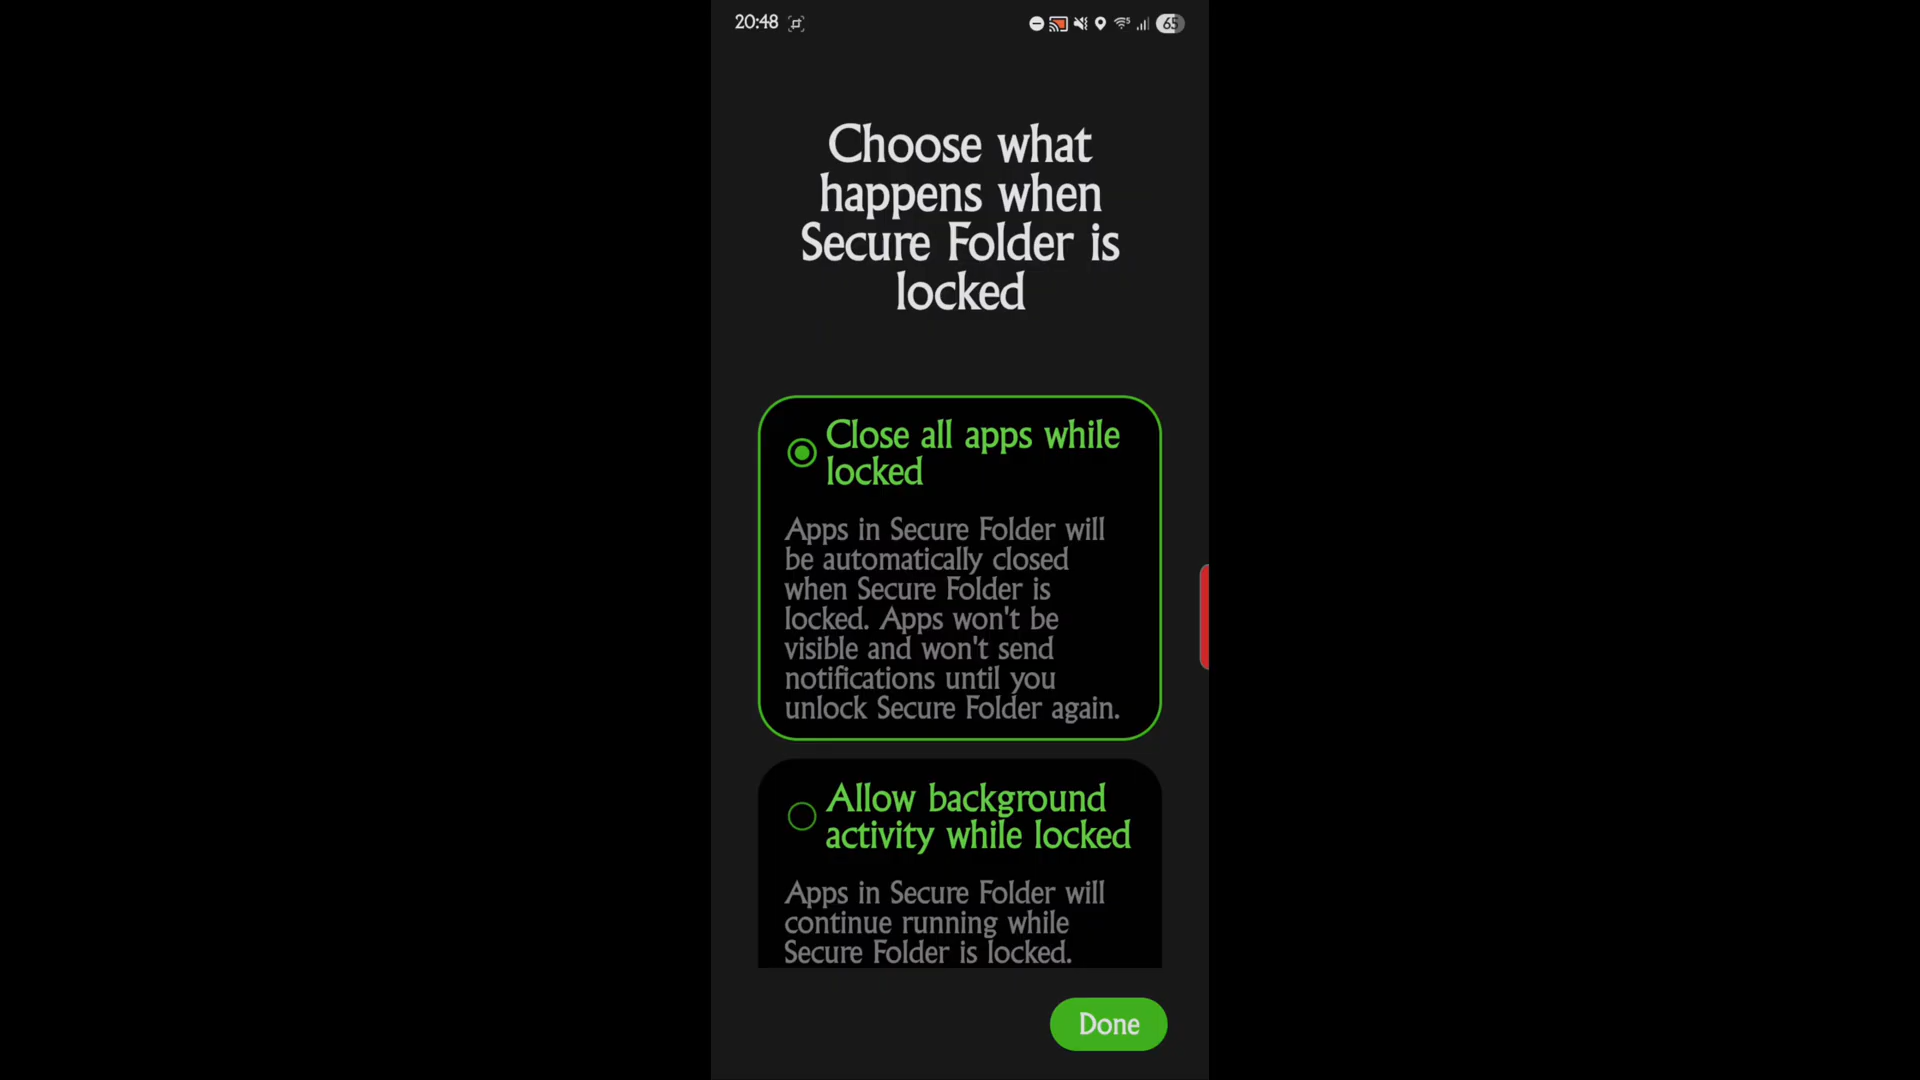 20:48
65
Choose what
happens when
Secure Folder is
locked
Close all apps while
locked
Apps in Secure Folder will
be automatically closed
when Secure Folder is
locked. Apps won't be
visible and won't send
notifications until you
unlock Secure Folder again.
Allow background
activity while locked
Apps in Secure Folder will
continue running while
Secure Folder is locked.
Done